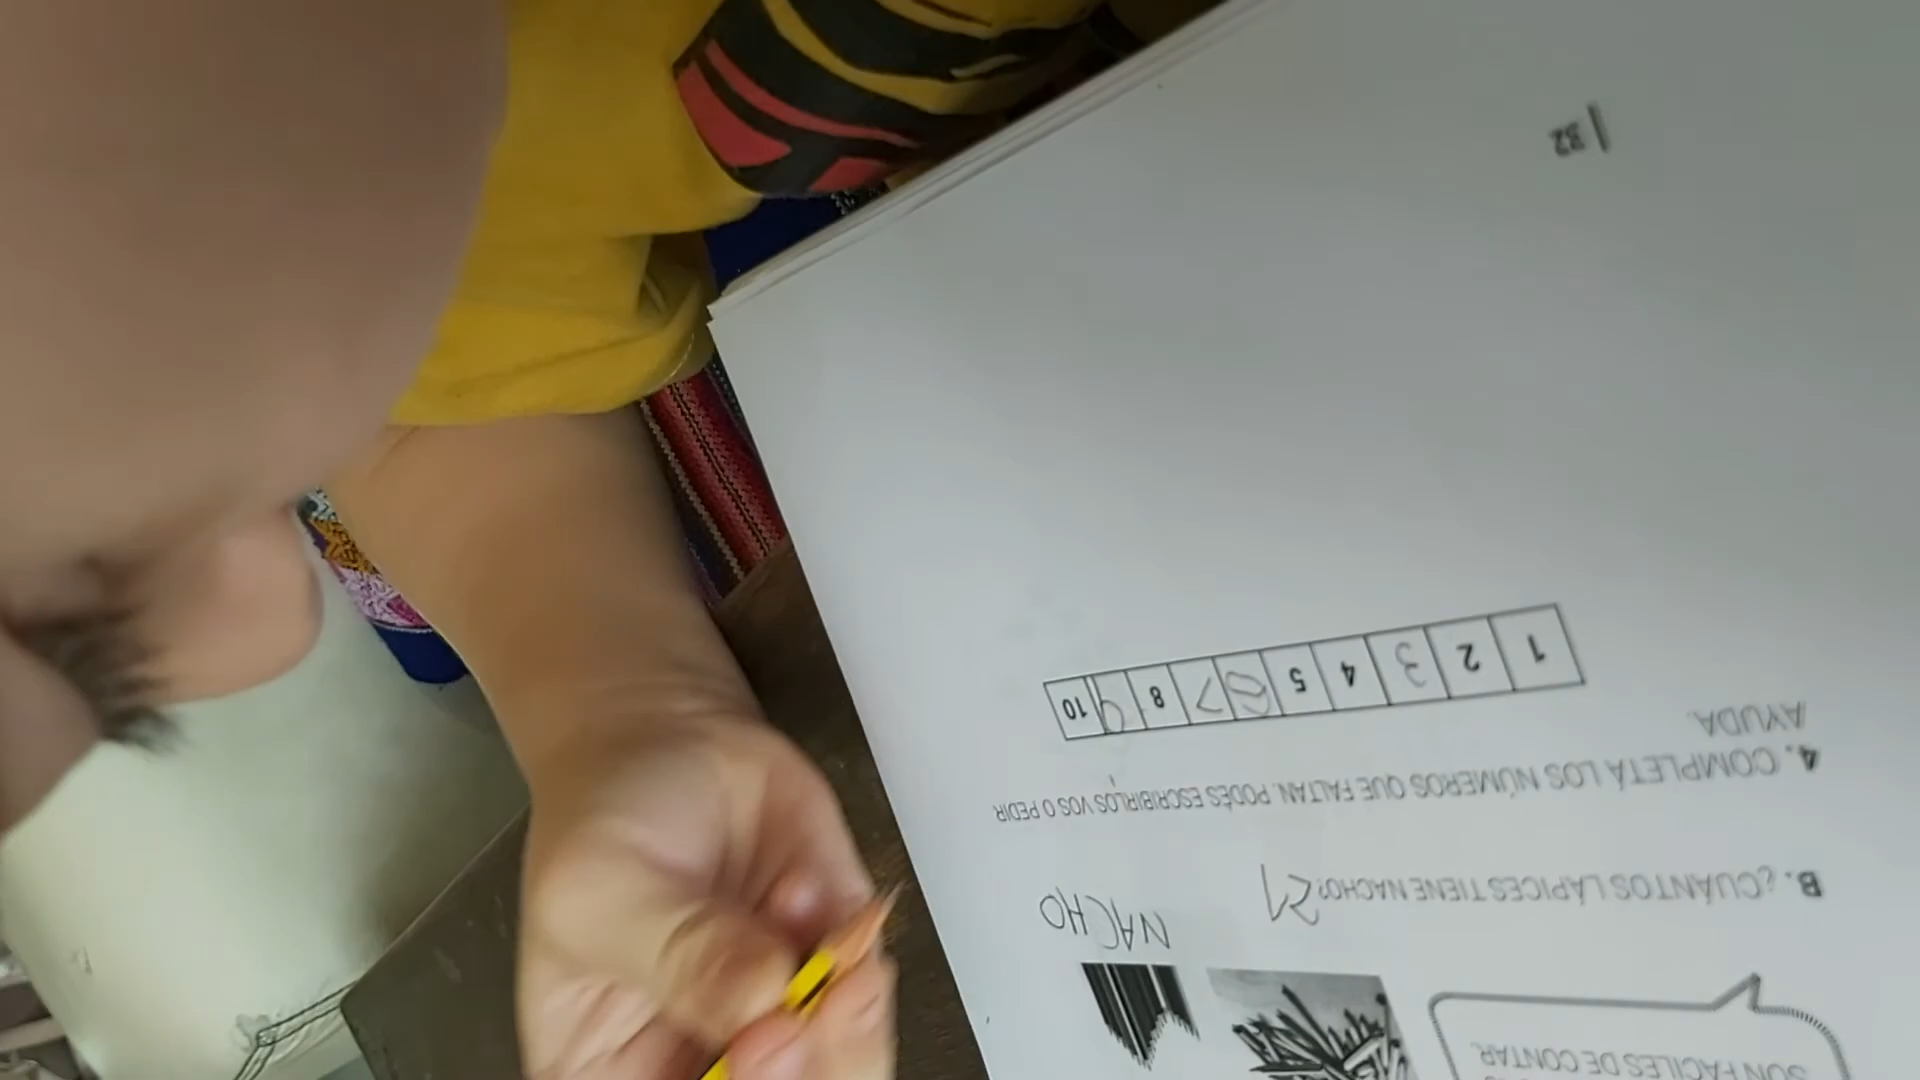 SON FÁCILES DE CONTAR.
NACHO
B. ¿CUÁNTOS LÁPICES TIENE NACHO? 21
4. COMPLETÁ LOS NÚMEROS QUE FALTAN. PODÉS ESCRIBIRLOS VOS O PEDIR
AYUDA.
1 2 3 4 5 6 7 8 9 10
| 32